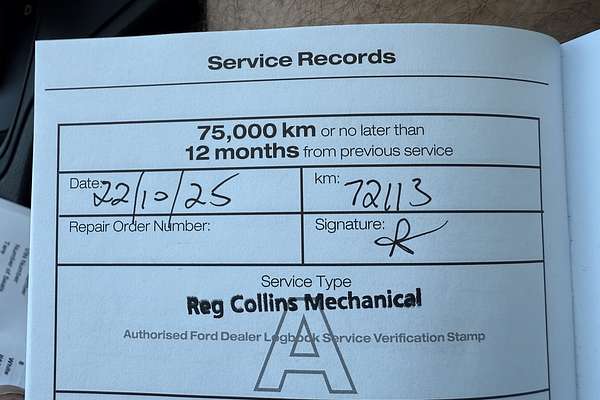 Service Records
75,000 km or no later than
12 months from previous service
Date: 22/10/25
km: 72113
Repair Order Number:
Signature:
Service Type
Reg Collins Mechanical
Authorised Ford Dealer Logbook Service Verification Stamp
A